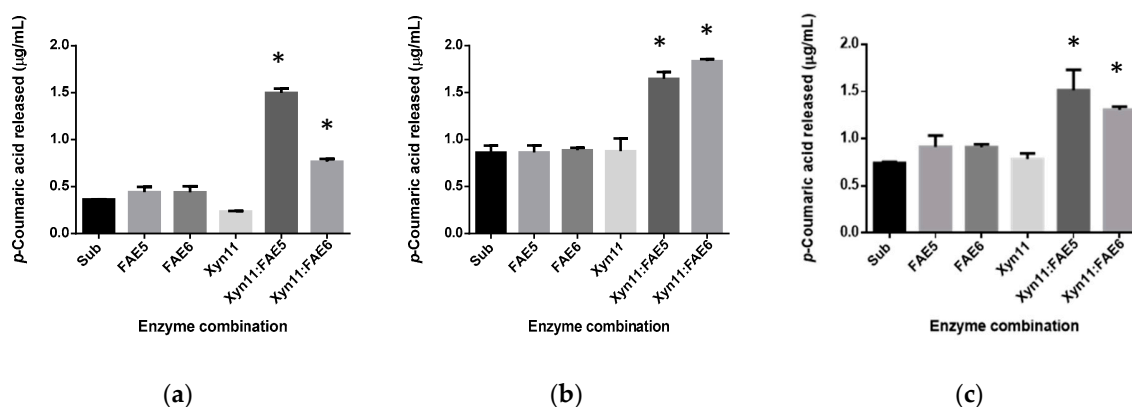 p-Coumaric acid released (µg/mL)
2.0
1.5
1.0
0.5
0.0
*
*
Sub
FAE5
FAE6
Xyn11
Xyn11:FAE5
Xyn11:FAE6
Enzyme combination
(a)
p-Coumaric acid released (µg/mL)
2.0
1.5
1.0
0.5
0.0
*
*
Sub
FAE5
FAE6
Xyn11
Xyn11:FAE5
Xyn11:FAE6
Enzyme combination
(b)
p-Coumaric acid released (µg/mL)
2.0
1.5
1.0
0.5
0.0
*
*
Sub
FAE5
FAE6
Xyn11
Xyn11:FAE5
Xyn11:FAE6
Enzyme combination
(c)